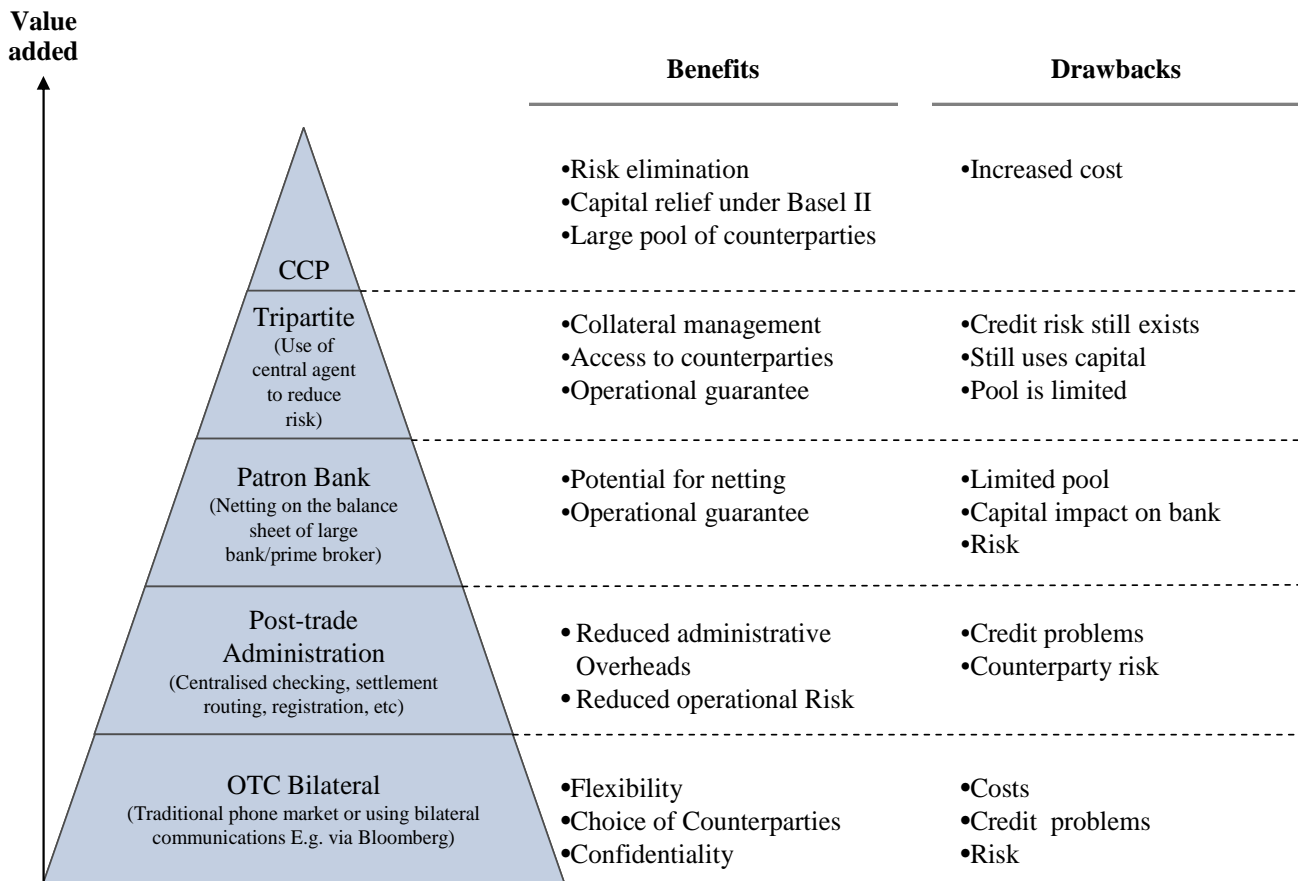 Value
added
Benefits
Drawbacks
CCP
•Risk elimination
•Capital relief under Basel II
•Large pool of counterparties
•Increased cost
Tripartite
(Use of
central agent
to reduce
risk)
•Collateral management
•Access to counterparties
•Operational guarantee
•Credit risk still exists
•Still uses capital
•Pool is limited
Patron Bank
(Netting on the balance
sheet of large
bank/prime broker)
•Potential for netting
•Operational guarantee
•Limited pool
•Capital impact on bank
•Risk
Post-trade
Administration
(Centralised checking, settlement
routing, registration, etc)
• Reduced administrative
Overheads
• Reduced operational Risk
•Credit problems
•Counterparty risk
OTC Bilateral
(Traditional phone market or using bilateral
communications E.g. via Bloomberg)
•Flexibility
•Choice of Counterparties
•Confidentiality
•Costs
•Credit problems
•Risk